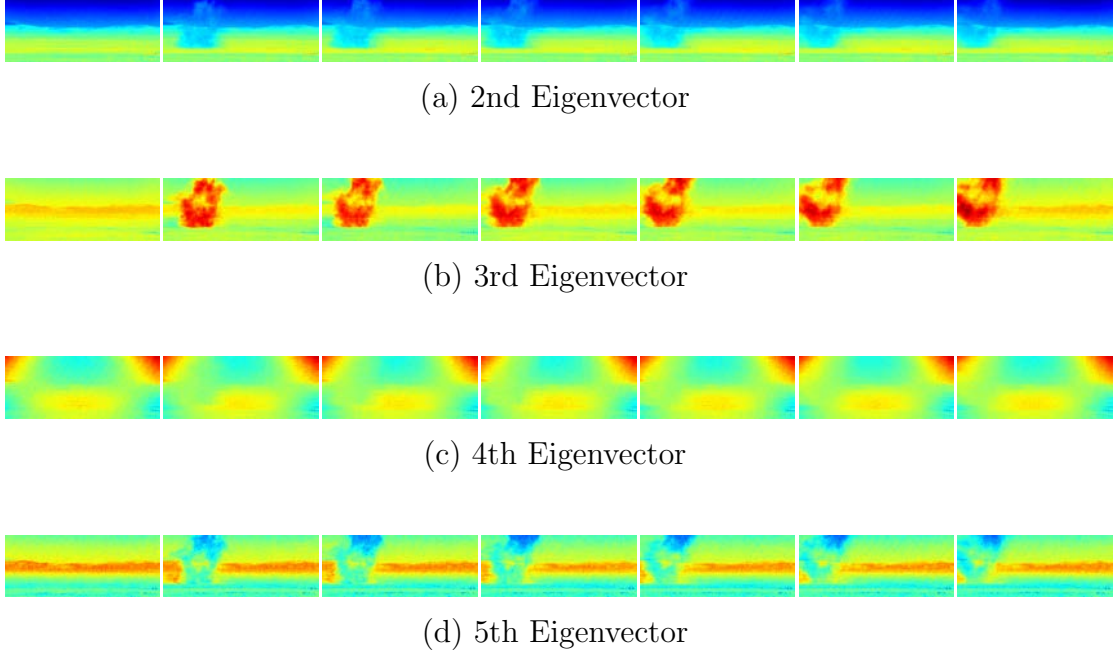 (a) 2nd Eigenvector
(b) 3rd Eigenvector
(c) 4th Eigenvector
(d) 5th Eigenvector